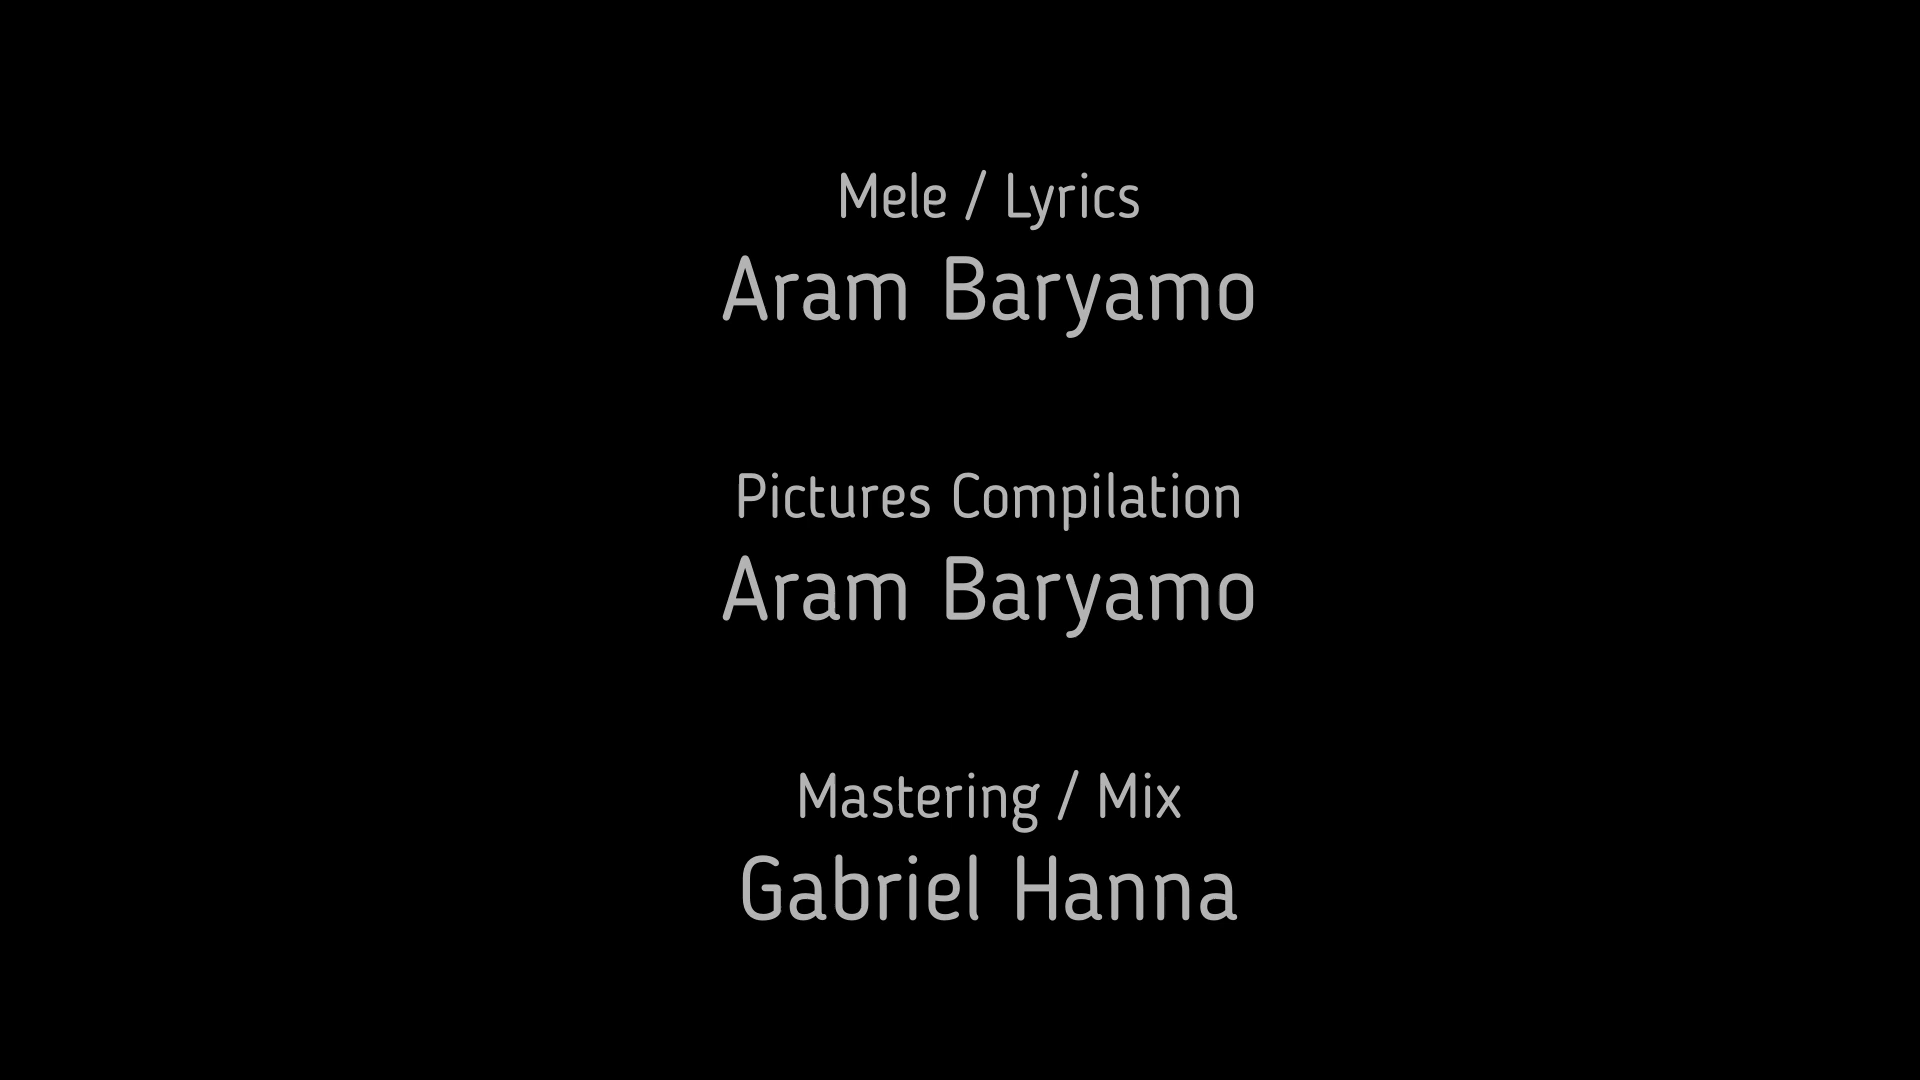 Mele / Lyrics
Aram Baryamo
Pictures Compilation
Aram Baryamo
Mastering / Mix
Gabriel Hanna